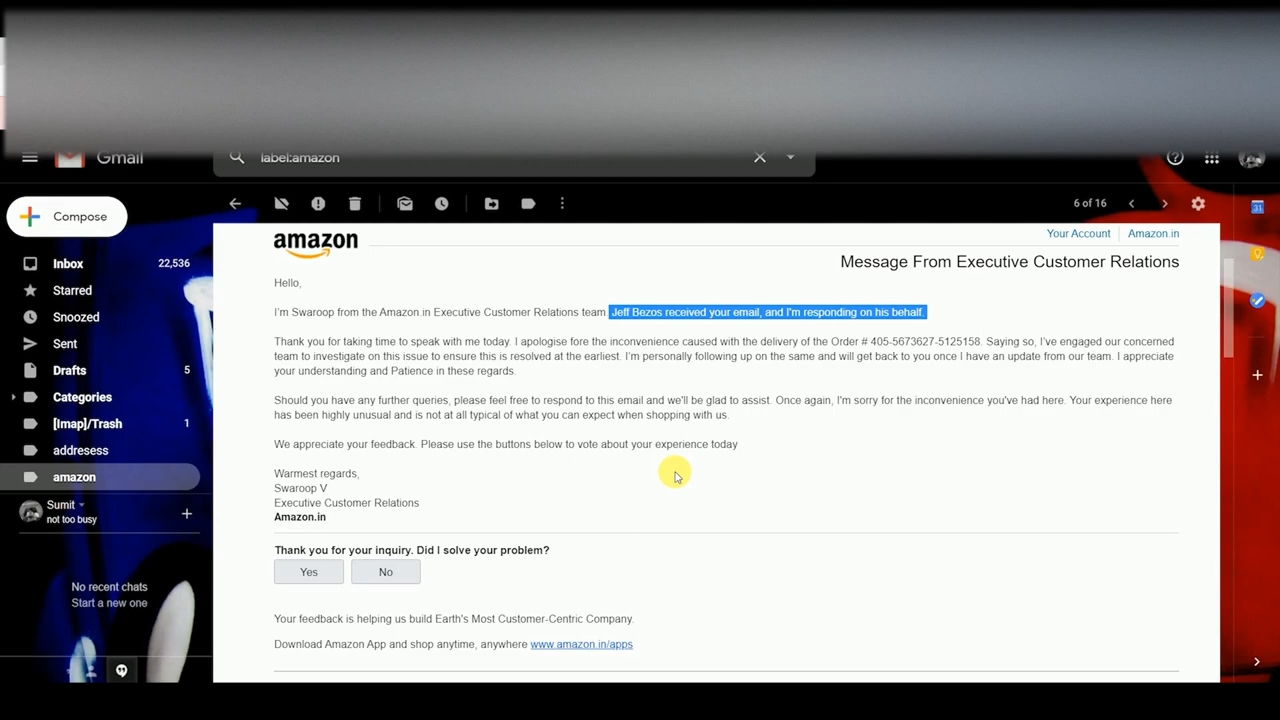 Gmail
label:amazon
Compose
6 of 16
Inbox 22,536
Starred
Snoozed
Sent
Drafts 5
Categories
[Imap]/Trash 1
addresess
amazon
Sumit
not too busy
No recent chats
Start a new one
amazon
Your Account Amazon.in
Message From Executive Customer Relations
Hello,
I'm Swaroop from the Amazon.in Executive Customer Relations team. Jeff Bezos received your email, and I'm responding on his behalf.
Thank you for taking time to speak with me today. I apologise fore the inconvenience caused with the delivery of the Order # 405-5673627-5125158. Saying so, I've engaged our concerned
team to investigate on this issue to ensure this is resolved at the earliest. I'm personally following up on the same and will get back to you once I have an update from our team. I appreciate
your understanding and Patience in these regards.
Should you have any further queries, please feel free to respond to this email and we'll be glad to assist. Once again, I'm sorry for the inconvenience you've had here. Your experience here
has been highly unusual and is not at all typical of what you can expect when shopping with us.
We appreciate your feedback. Please use the buttons below to vote about your experience today
Warmest regards,
Swaroop V
Executive Customer Relations
Amazon.in
Thank you for your inquiry. Did I solve your problem?
Yes No
Your feedback is helping us build Earth's Most Customer-Centric Company.
Download Amazon App and shop anytime, anywhere www.amazon.in/apps
31